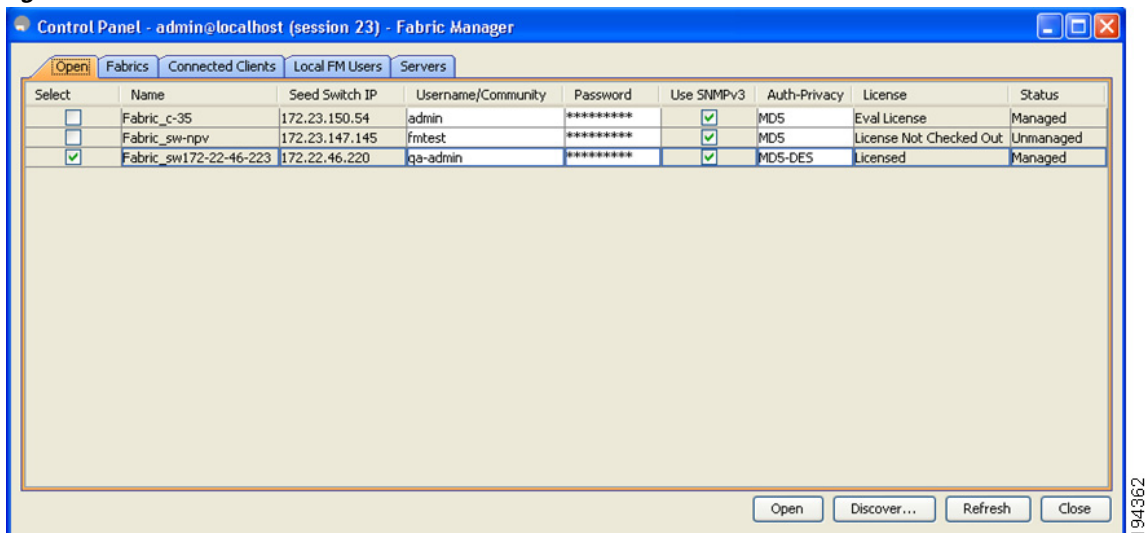 Control Panel - admin@localhost (session 23) - Fabric Manager
Open Fabrics Connected Clients Local FM Users Servers
Select Name Seed Switch IP Username/Community Password Use SNMPv3 Auth-Privacy License Status
Fabric_c-35 172.23.150.54 admin ********* MD5 Eval License Managed
Fabric_sw-npv 172.23.147.145 fmtest ********* MD5 License Not Checked Out Unmanaged
Fabric_sw172-22-46-223 172.22.46.220 qa-admin ********* MD5-DES Licensed Managed
Open Discover... Refresh Close
194362